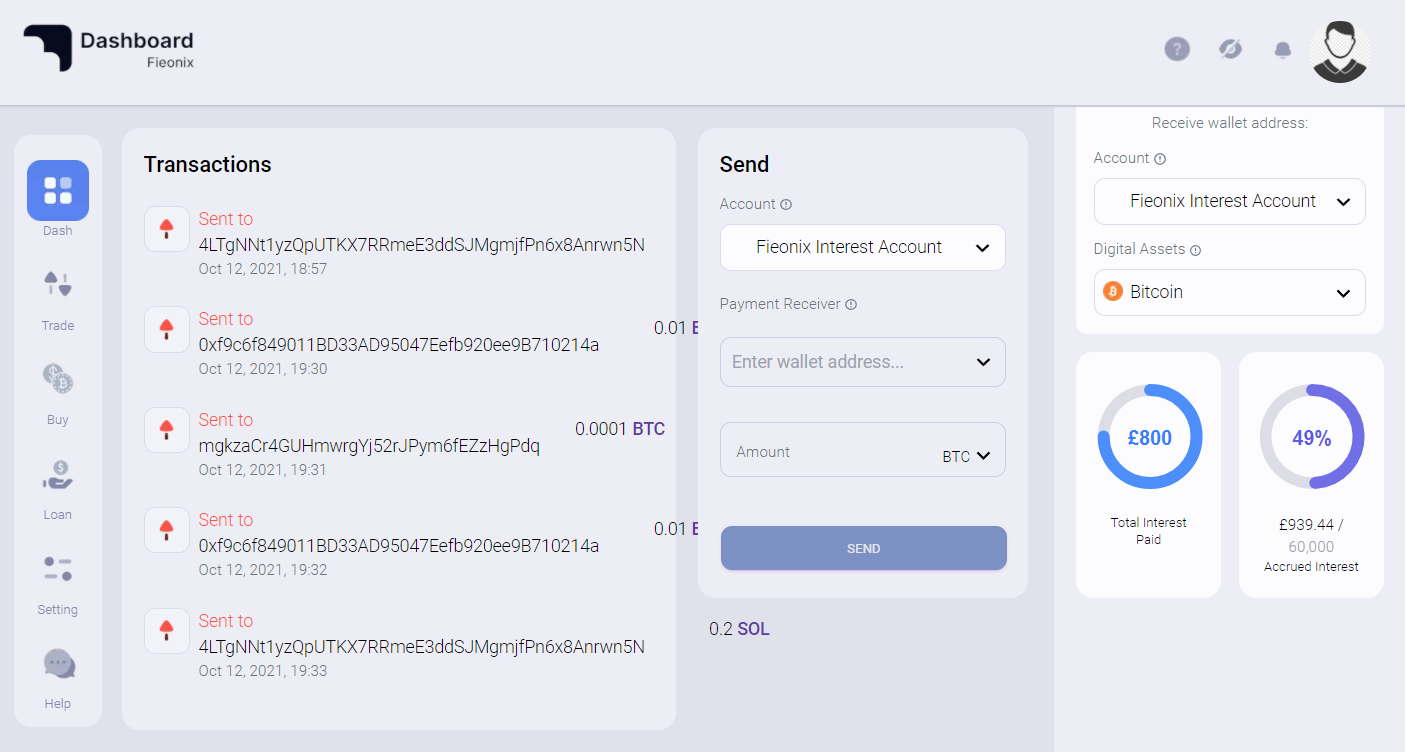 Dashboard
Fieonix
Dash
Trade
Buy
Loan
Setting
Help
Transactions
Sent to
4LTgNNt1yzQpUTKX7RRmeE3ddSJMgmjfPn6x8Anrwn5N
Oct 12, 2021, 18:57
Sent to
0.01
0xf9c6f849011BD33AD95047Eefb920ee9B710214a
Oct 12, 2021, 19:30
Sent to
0.0001 BTC
mgkzaCr4GUHmwrgYj52rJPym6fEZzHgPdq
Oct 12, 2021, 19:31
Sent to
0.01
0xf9c6f849011BD33AD95047Eefb920ee9B710214a
Oct 12, 2021, 19:32
Sent to
0.2 SOL
4LTgNNt1yzQpUTKX7RRmeE3ddSJMgmjfPn6x8Anrwn5N
Oct 12, 2021, 19:33
Send
Account
Fieonix Interest Account
Payment Receiver
Enter wallet address...
Amount BTC
SEND
Receive wallet address:
Account
Fieonix Interest Account
Digital Assets
Bitcoin
£800
Total Interest
Paid
49%
£939.44 /
60,000
Accrued Interest